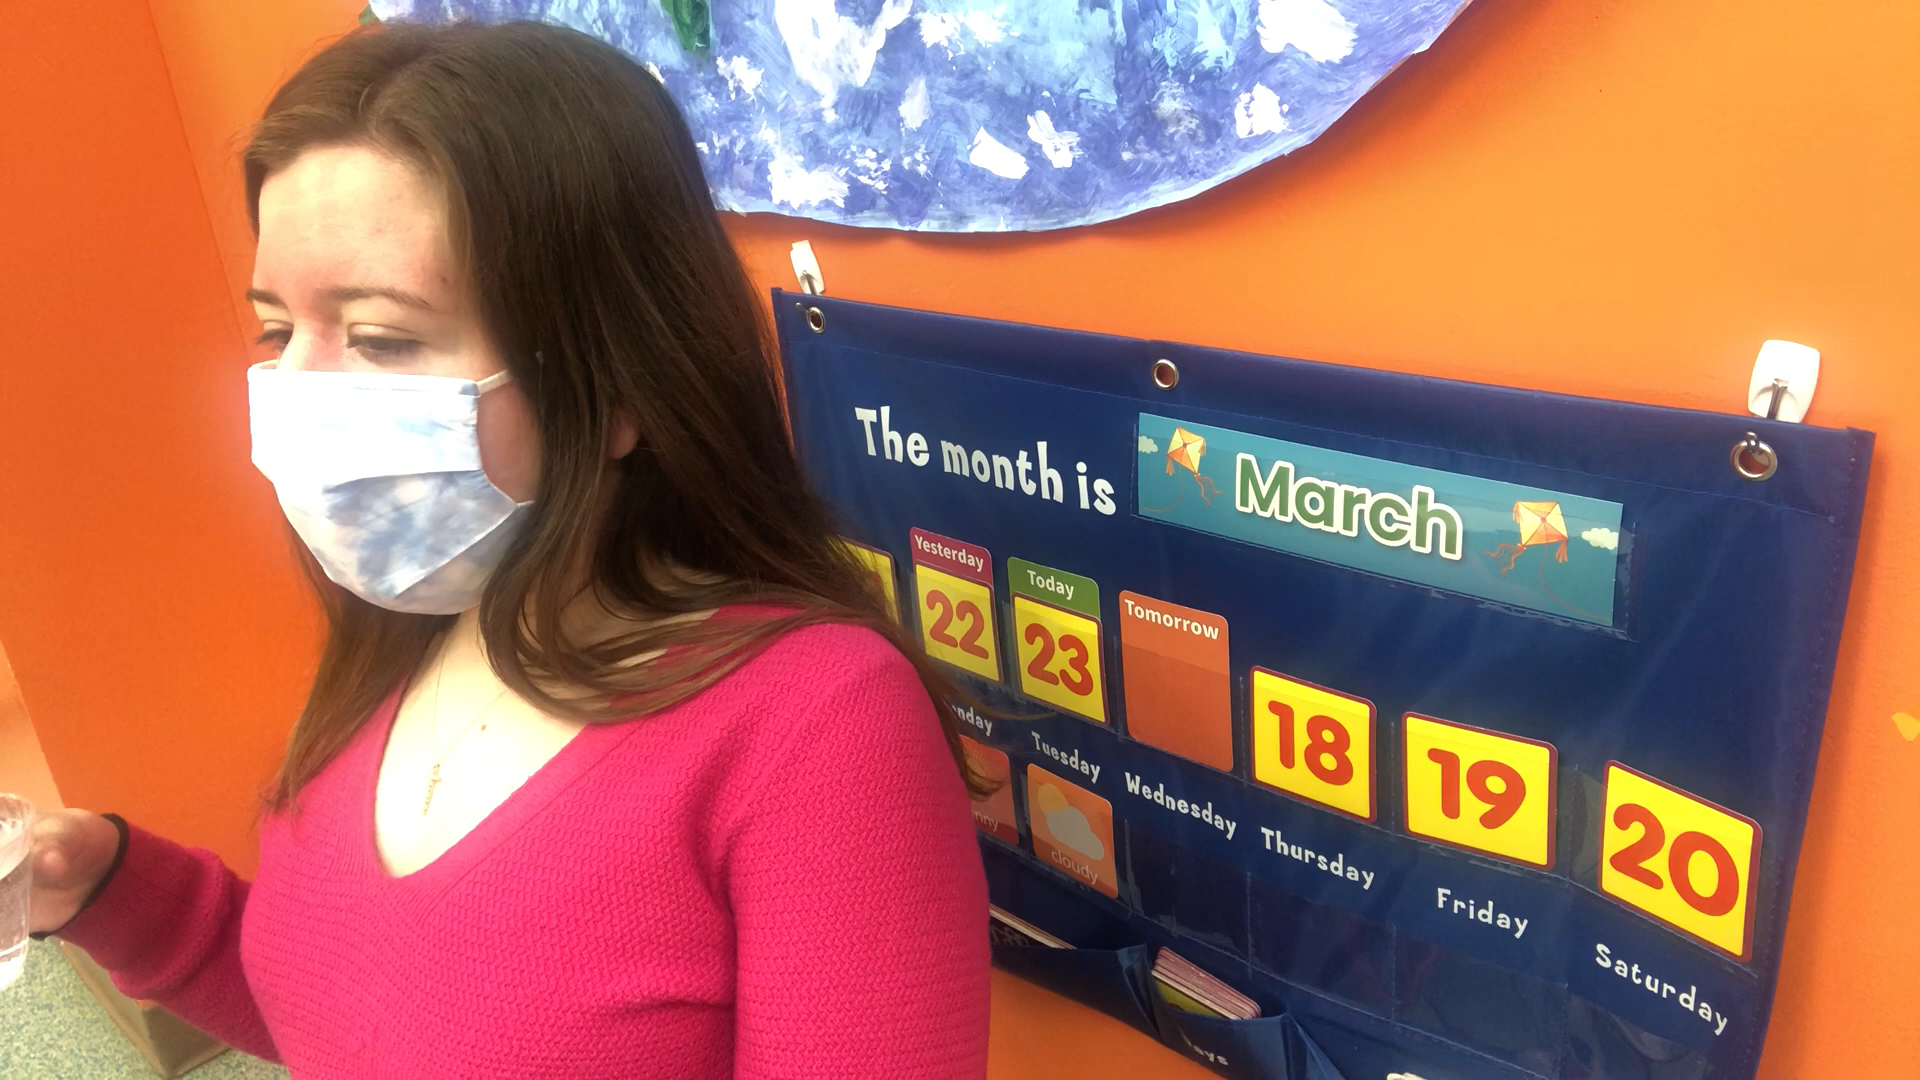 The month is March
Yesterday
Today
Tomorrow
22
23
18
19
20
Tuesday
Wednesday
Thursday
Friday
Saturday
cloudy